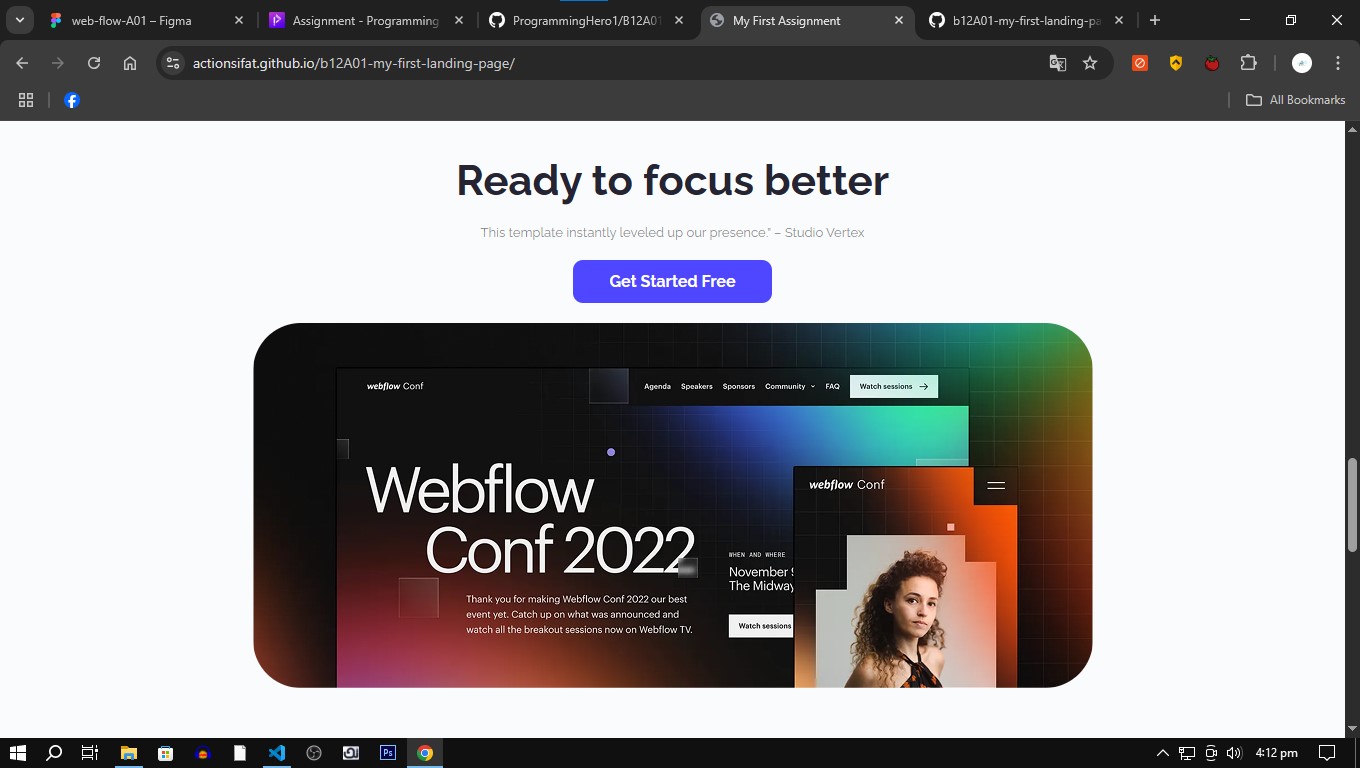 web-flow-A01 – Figma
Assignment - Programming
ProgrammingHero1/B12A01
My First Assignment
b12A01-my-first-landing-pa
actionsifat.github.io/b12A01-my-first-landing-page/
All Bookmarks
Ready to focus better
This template instantly leveled up our presence.” – Studio Vertex
Get Started Free
webflow Conf
Agenda Speakers Sponsors Community FAQ Watch sessions
webflow Conf
Webflow
Conf 2022
WHEN AND WHERE
November 9
The Midway
Thank you for making Webflow Conf 2022 our best
event yet. Catch up on what was announced and
watch all the breakout sessions now on Webflow TV.
Watch sessions
Ps
4:12 pm